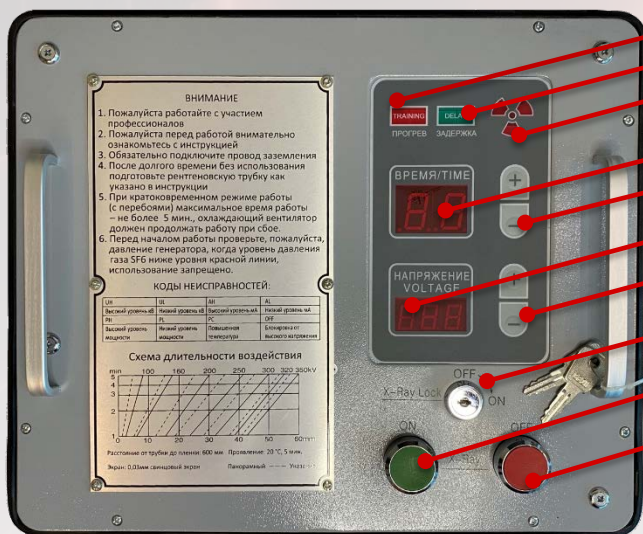 ВНИМАНИЕ
1. Пожалуйста работайте с участием
профессионалов
2. Пожалуйста перед работой внимательно
ознакомьтесь с инструкцией
3. Обязательно подключите провод заземления
4. После долгого времени без использования
подготовьте рентгеновскую трубку как
указано в инструкции
5. При кратковременном режиме работы
(с перебоями) максимальное время работы
– не более 5 мин., охлаждающий вентилятор
должен продолжать работу при сбое.
6. Перед началом работы проверьте, пожалуйста,
давление генератора, когда уровень давления
газа SF6 ниже уровня красной линии,
использование запрещено.
КОДЫ НЕИСПРАВНОСТЕЙ:
UH UL AH AL
Высокий уровень кВ Низкий уровень кВ Высокий уровень мА Низкий уровень мА
PH PL PC OFF
Высокий уровень мощности Низкий уровень мощности Повышенная температура Блокировка от высокого напряжения
Схема длительности воздействия
min 100 150 200 250 300 320 350kV
5
4
3
2
1
0 10 20 30 40 50 60mm
Расстояние от трубки до пленки: 600 мм Проявление: 20 °C, 5 мин.
Экран: 0,03мм свинцовый экран Панорамный
TRAINING DELA
ПРОГРЕВ ЗАДЕРЖКА
ВРЕМЯ/TIME
8.8
+
–
НАПРЯЖЕНИЕ
VOLTAGE
888
+
–
OFF
X-Ray Lock
ON
ON
OFF
X-Ray